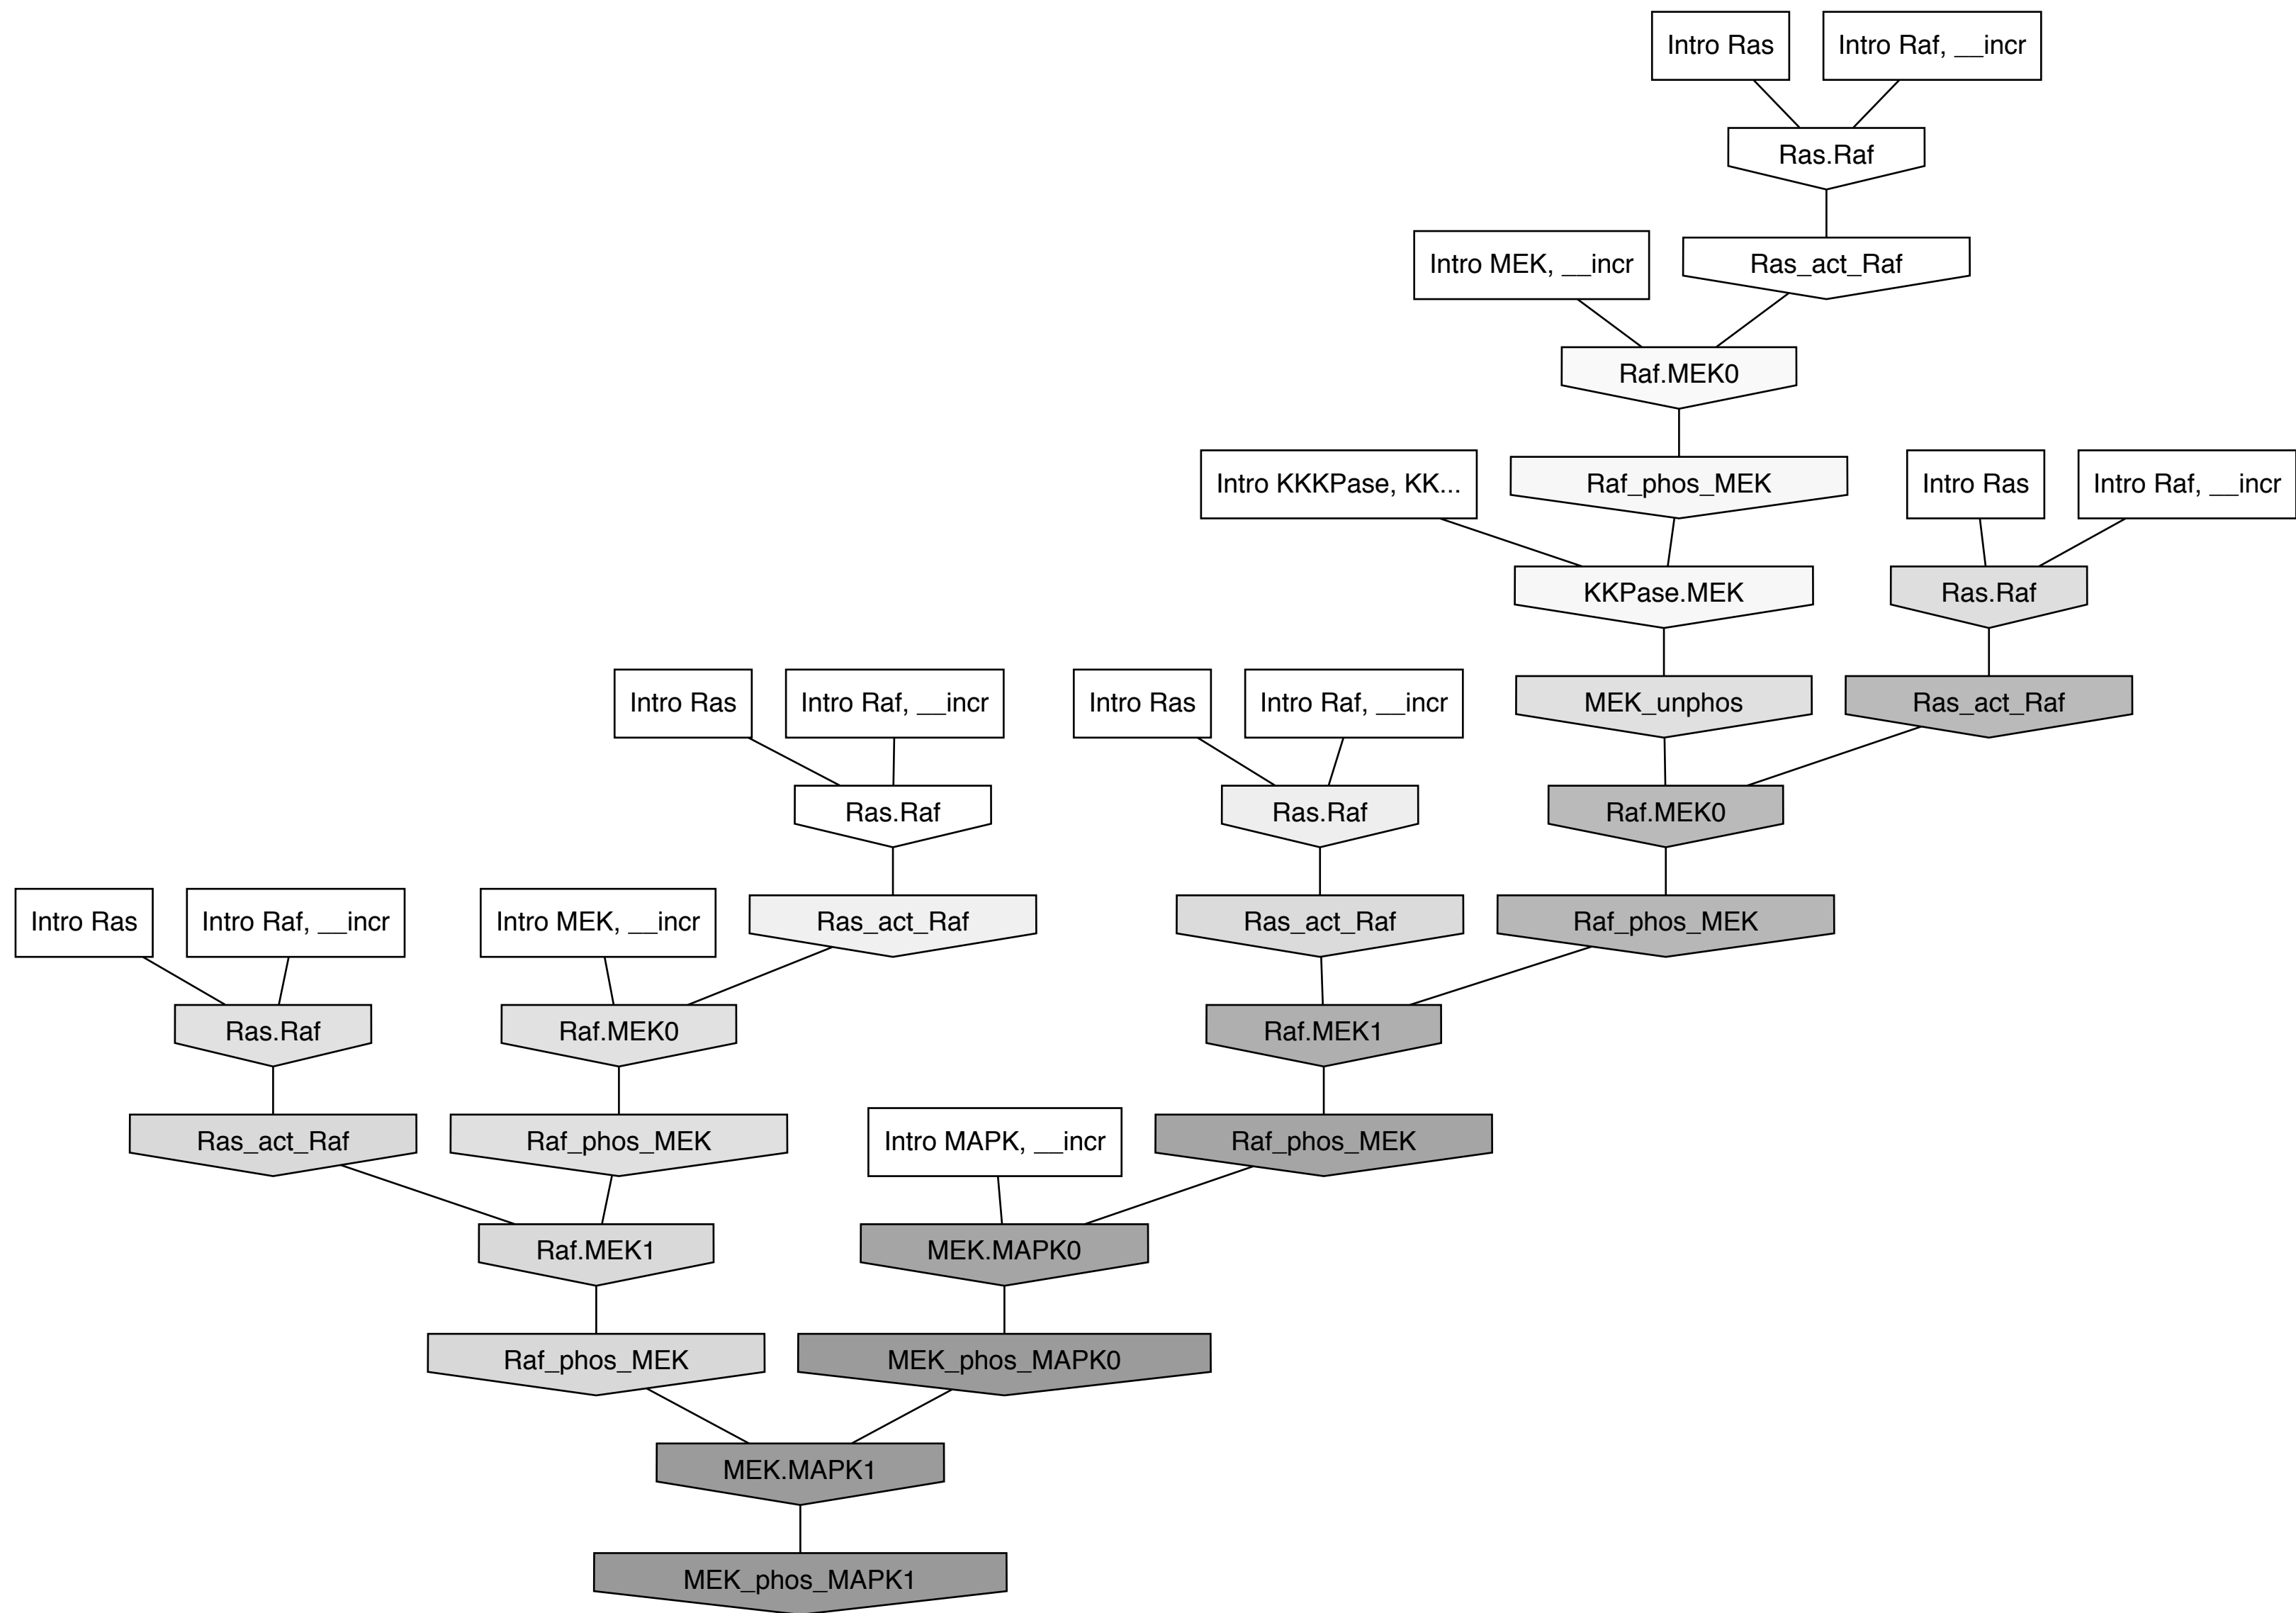 Intro Ras
Intro Raf, __incr
Ras.Raf
Intro MEK, __incr
Ras_act_Raf
Raf.MEK0
Intro KKKPase, KK...
Raf_phos_MEK
Intro Ras
Intro Raf, __incr
KKPase.MEK
Ras.Raf
Intro Ras
Intro Raf, __incr
Intro Ras
Intro Raf, __incr
MEK_unphos
Ras_act_Raf
Ras.Raf
Ras.Raf
Raf.MEK0
Intro Ras
Intro Raf, __incr
Intro MEK, __incr
Ras_act_Raf
Ras_act_Raf
Raf_phos_MEK
Ras.Raf
Raf.MEK0
Raf.MEK1
Ras_act_Raf
Raf_phos_MEK
Intro MAPK, __incr
Raf_phos_MEK
Raf.MEK1
MEK.MAPK0
Raf_phos_MEK
MEK_phos_MAPK0
MEK.MAPK1
MEK_phos_MAPK1